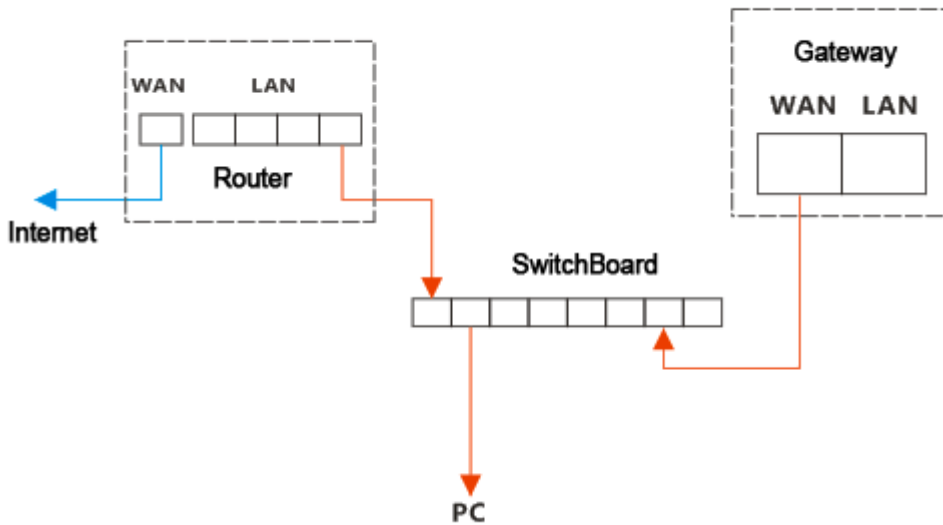 WAN LAN
Router
Internet
Gateway
WAN LAN
SwitchBoard
PC